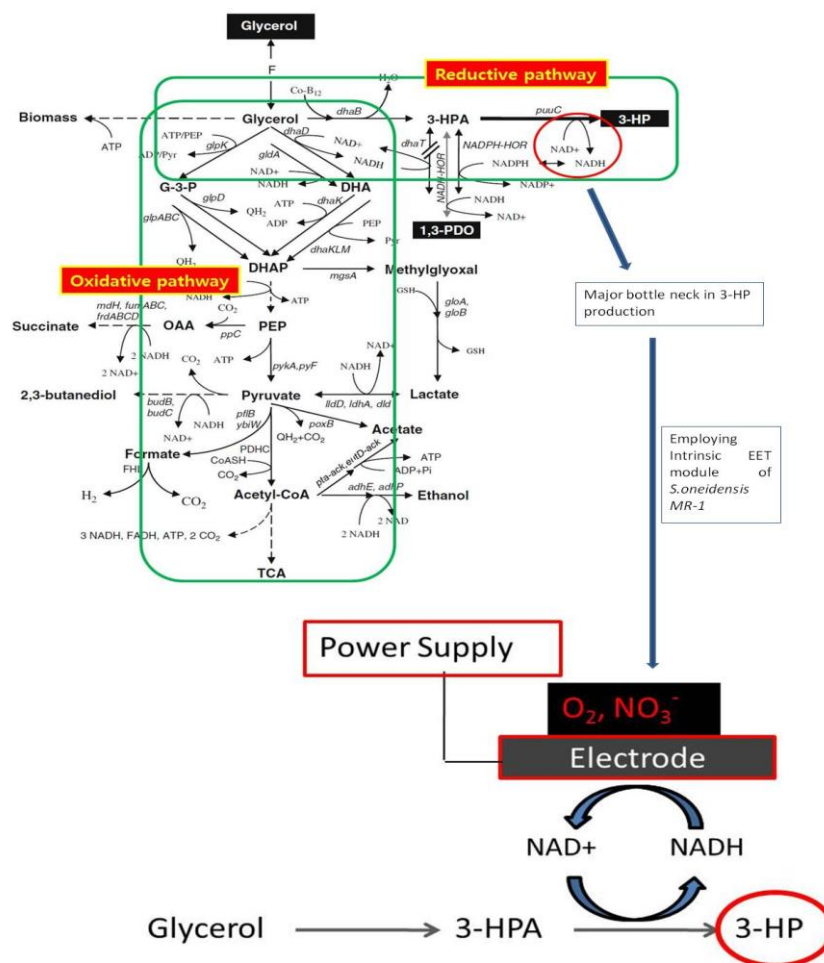 Glycerol
Reductive pathway
F
H2O
Co-B12
Biomass
Glycerol
dhaB
3-HPA
puuC
3-HP
ATP
ATP/PEP
glpK
ADP/Pyr
dhaD
gldA
NAD+
NADH
NAD+
NADH
dhaT
NADH-HOR
NADPH-HOR
NADPH
NADP+
NAD+
NADH
NADH
NAD+
G-3-P
DHA
1,3-PDO
glpD
glpABC
QH2
QH2
ATP
ADP
dhaK
PEP
Pyr
dhaKLM
DHAP
mgsA
Methylglyoxal
Oxidative pathway
NADH
ATP
GSH
gloA,
gloB
GSH
Major bottle neck in 3-HP
production
mdH, fumABC,
frdABCD
CO2
Succinate
OAA
ppC
PEP
2 NADH
2 NAD+
ATP
pykA,pyF
NAD+
NADH
CO2
2,3-butanediol
budB,
budC
Pyruvate
lldD, ldhA, dld
Lactate
NADH
NAD+
pflB
ybiW
poxB
QH2+CO2
Acetate
Formate
FHL
PDHC
CoASH
CO2
pta-ack,
ATP
ADP+Pi
H2
CO2
Acetyl-CoA
adhE, adhP
Ethanol
2 NADH
2 NAD
3 NADH, FADH, ATP, 2 CO2
TCA
Employing
Intrinsic EET
module of
S.oneidensis
MR-1
Power Supply
O2, NO3-
Electrode
NAD+
NADH
Glycerol
3-HPA
3-HP